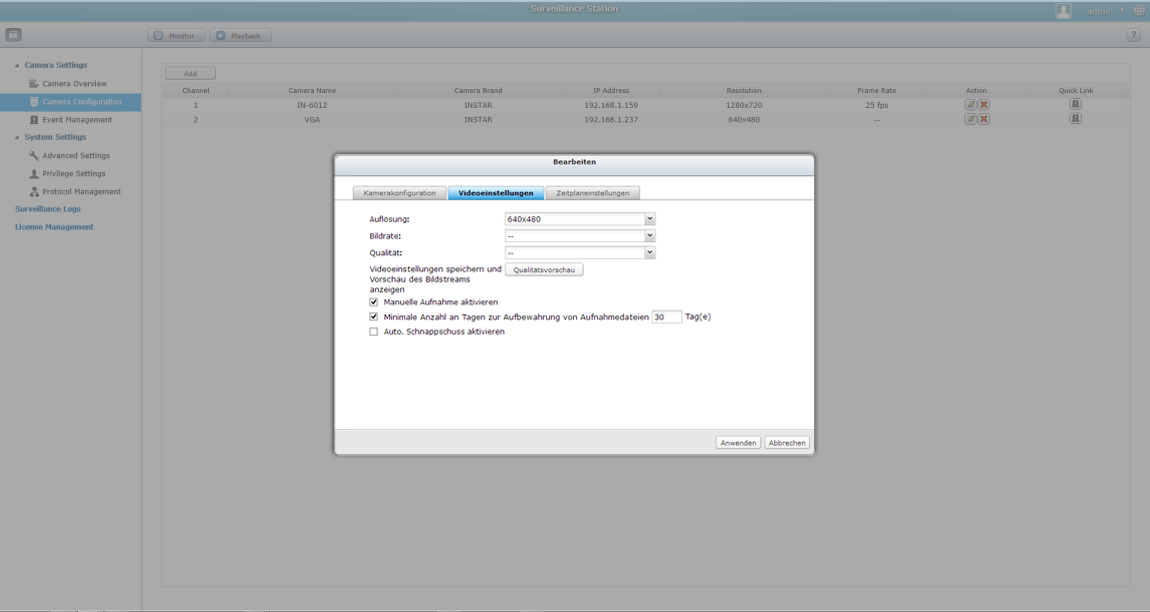 Surveillance Station
admin
Monitor
Playback
?
Camera Settings
Camera Overview
Camera Configuration
Event Management
System Settings
Advanced Settings
Privilege Settings
Protocol Management
Surveillance Logs
License Management
Add
Channel Camera Name Camera Brand IP Address Resolution Frame Rate Action Quick Link
1 IN-6012 INSTAR 192.168.1.159 1280x720 25 fps
2 VGA INSTAR 192.168.1.237 640x480 --
Bearbeiten
Kamerakonfiguration Videoeinstellungen Zeitplaneinstellungen
Auflösung: 640x480
Bildrate: --
Qualität: --
Videoeinstellungen speichern und Qualitätsvorschau
Vorschau des Bildstreams
anzeigen
Manuelle Aufnahme aktivieren
Minimale Anzahl an Tagen zur Aufbewahrung von Aufnahmedateien 30 Tag(e)
Auto. Schnappschuss aktivieren
Anwenden Abbrechen